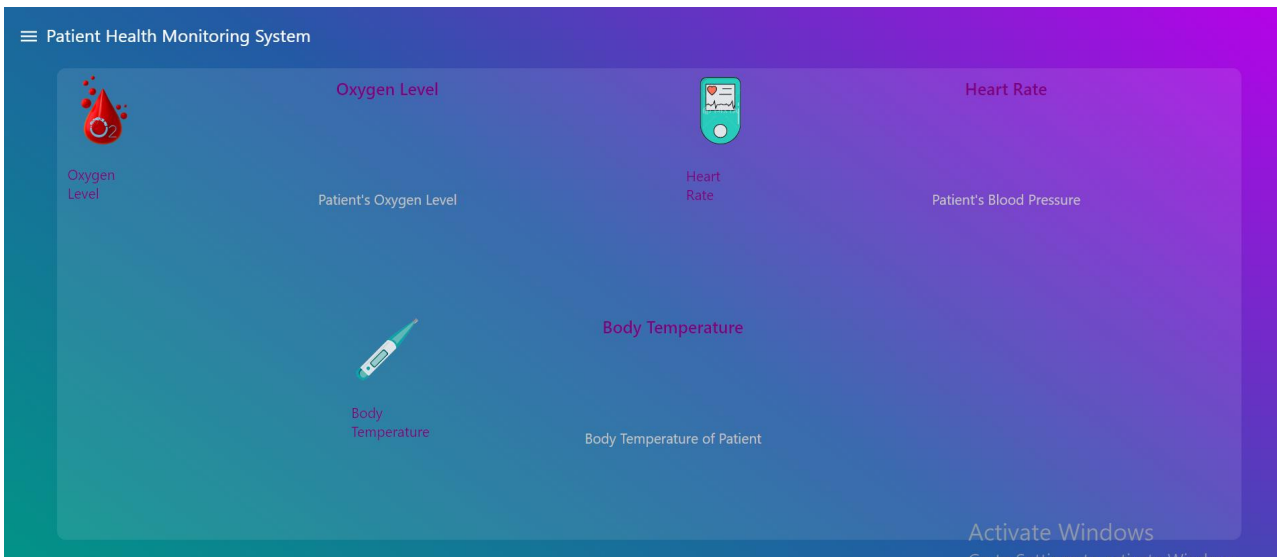 Patient Health Monitoring System
Oxygen Level
Heart Rate
O2
Oxygen
Level
Patient's Oxygen Level
Heart
Rate
Patient's Blood Pressure
Body Temperature
Body
Temperature
Body Temperature of Patient
Activate Windows